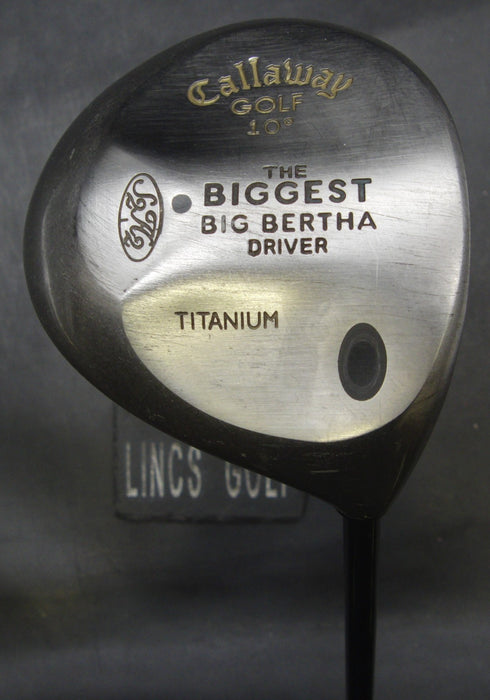 Callaway
GOLF
10°
THE
BIGGEST
BIG BERTHA
DRIVER
TITANIUM
LINCS GOLF